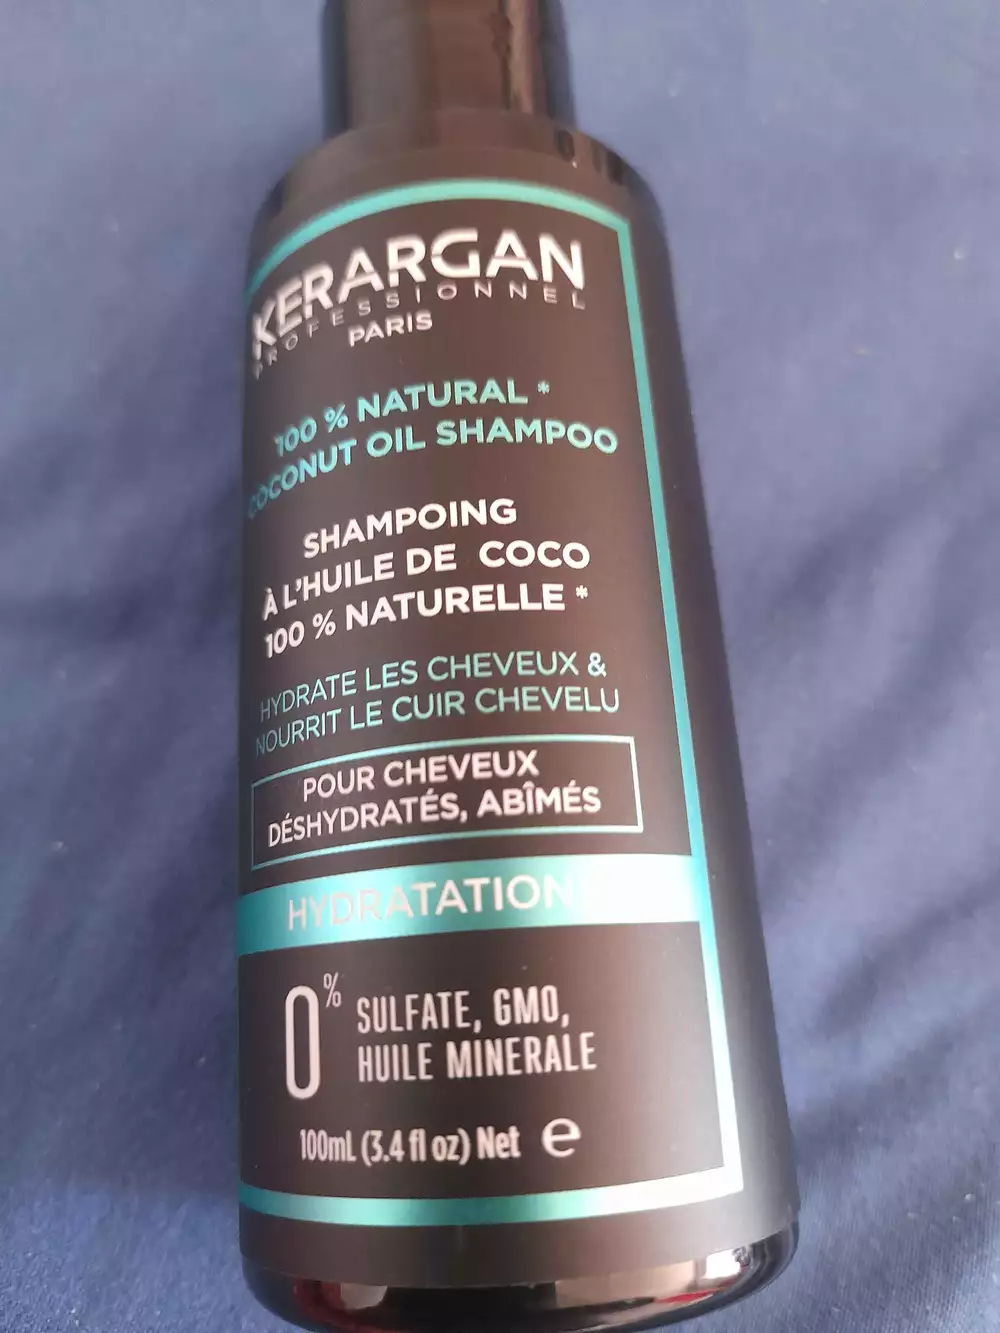 KERARGAN
PROFESSIONNEL
PARIS
100 % NATURAL *
COCONUT OIL SHAMPOO
SHAMPOING
À L'HUILE DE COCO
100 % NATURELLE *
HYDRATE LES CHEVEUX &
NOURRIT LE CUIR CHEVELU
POUR CHEVEUX
DÉSHYDRATÉS, ABÎMÉS
HYDRATATION
0% SULFATE, GMO,
HUILE MINERALE
100mL (3.4 fl oz) Net e